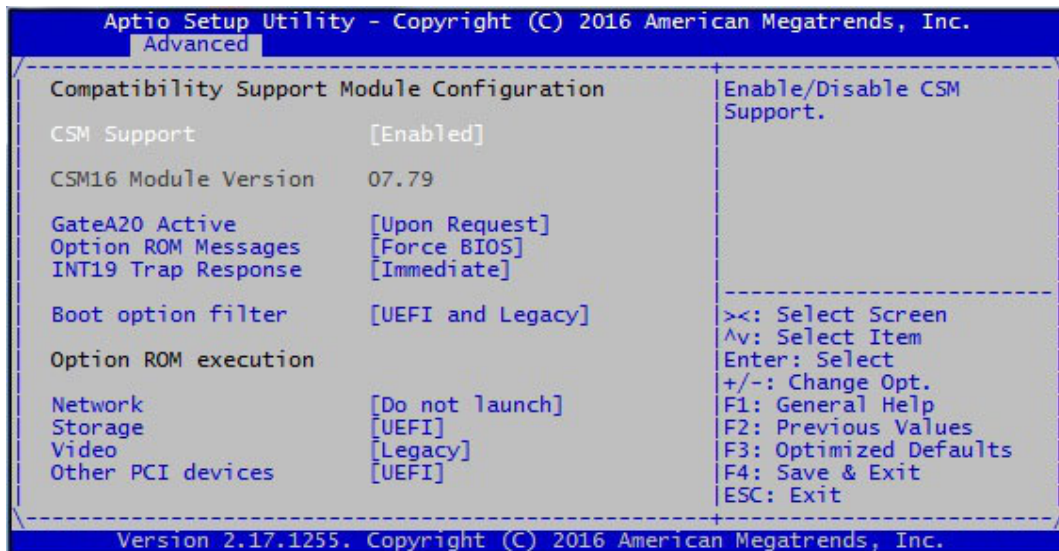 Aptio Setup Utility - Copyright (C) 2016 American Megatrends, Inc.
Advanced
Compatibility Support Module Configuration
Enable/Disable CSM
Support.
CSM Support [Enabled]
CSM16 Module Version 07.79
GateA20 Active [Upon Request]
Option ROM Messages [Force BIOS]
INT19 Trap Response [Immediate]
Boot option filter [UEFI and Legacy]
Option ROM execution
Network [Do not launch]
Storage [UEFI]
Video [Legacy]
Other PCI devices [UEFI]
><: Select Screen
^v: Select Item
Enter: Select
+/-: Change Opt.
F1: General Help
F2: Previous Values
F3: Optimized Defaults
F4: Save & Exit
ESC: Exit
Version 2.17.1255. Copyright (C) 2016 American Megatrends, Inc.